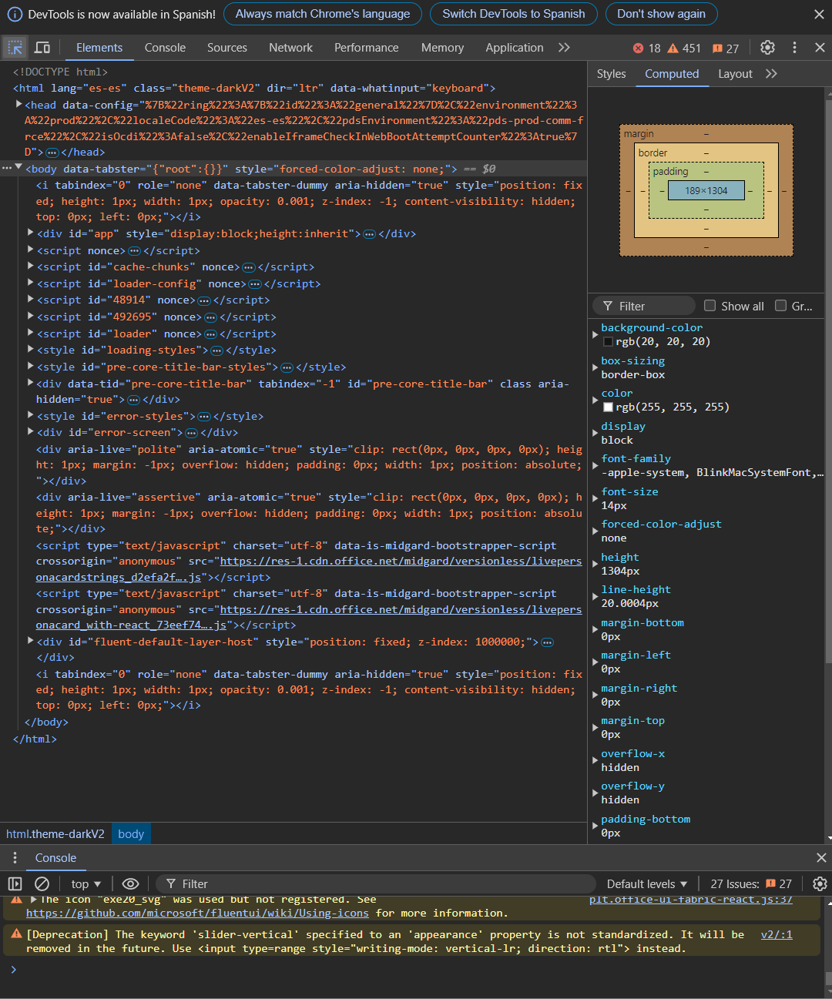 DevTools is now available in Spanish! Always match Chrome's language Switch DevTools to Spanish Don't show again
Elements Console Sources Network Performance Memory Application 18 451 27
<!DOCTYPE html>
<html lang="es-es" class="theme-darkV2" dir="ltr" data-whatinput="keyboard">
<head data-config="%7B%22ring%22%3A%7B%22id%22%3A%22general%22%7D%2C%22environment%22%3
A%22prod%22%2C%22localeCode%22%3A%22es-es%22%2C%22pdsEnvironment%22%3A%22pds-prod-comm-f
rce%22%2C%22isOcdi%22%3Afalse%2C%22enableIframeCheckInWebBootAttemptCounter%22%3Atrue%7
D">…</head>
<body data-tabster="{"root":{}}" style="forced-color-adjust: none;"> == $0
<i tabindex="0" role="none" data-tabster-dummy aria-hidden="true" style="position: fix
ed; height: 1px; width: 1px; opacity: 0.001; z-index: -1; content-visibility: hidden;
top: 0px; left: 0px;"></i>
<div id="app" style="display:block;height:inherit">…</div>
<script nonce>…</script>
<script id="cache-chunks" nonce>…</script>
<script id="loader-config" nonce>…</script>
<script id="48914" nonce>…</script>
<script id="492695" nonce>…</script>
<script id="loader" nonce>…</script>
<style id="loading-styles">…</style>
<style id="pre-core-title-bar-styles">…</style>
<div data-tid="pre-core-title-bar" tabindex="-1" id="pre-core-title-bar" class aria-
hidden="true">…</div>
<style id="error-styles">…</style>
<div id="error-screen">…</div>
<div aria-live="polite" aria-atomic="true" style="clip: rect(0px, 0px, 0px, 0px); heig
ht: 1px; margin: -1px; overflow: hidden; padding: 0px; width: 1px; position: absolute;
"></div>
<div aria-live="assertive" aria-atomic="true" style="clip: rect(0px, 0px, 0px, 0px); h
eight: 1px; margin: -1px; overflow: hidden; padding: 0px; width: 1px; position: absolu
te;"></div>
<script type="text/javascript" charset="utf-8" data-is-midgard-bootstrapper-script
crossorigin="anonymous" src="https://res-1.cdn.office.net/midgard/versionless/livepers
onacardstrings_d2efa2f….js"></script>
<script type="text/javascript" charset="utf-8" data-is-midgard-bootstrapper-script
crossorigin="anonymous" src="https://res-1.cdn.office.net/midgard/versionless/livepers
onacard_with-react_73eef74….js"></script>
<div id="fluent-default-layer-host" style="position: fixed; z-index: 1000000;">…
</div>
<i tabindex="0" role="none" data-tabster-dummy aria-hidden="true" style="position: fix
ed; height: 1px; width: 1px; opacity: 0.001; z-index: -1; content-visibility: hidden;
top: 0px; left: 0px;"></i>
</body>
</html>
html.theme-darkV2 body
Styles Computed Layout
margin –
border –
padding –
– – – 189×1304 – – –
–
–
–
Filter Show all Gr...
background-color
rgb(20, 20, 20)
box-sizing
border-box
color
rgb(255, 255, 255)
display
block
font-family
-apple-system, BlinkMacSystemFont,…
font-size
14px
forced-color-adjust
none
height
1304px
line-height
20.0004px
margin-bottom
0px
margin-left
0px
margin-right
0px
margin-top
0px
overflow-x
hidden
overflow-y
hidden
padding-bottom
0px
Console
top Filter Default levels 27 Issues: 27
The icon "exe20_svg" was used but not registered. See plt.office-ui-fabric-react.js:37
https://github.com/microsoft/fluentui/wiki/Using-icons for more information.
[Deprecation] The keyword 'slider-vertical' specified to an 'appearance' property is not standardized. It will be v2/:1
removed in the future. Use <input type=range style="writing-mode: vertical-lr; direction: rtl"> instead.